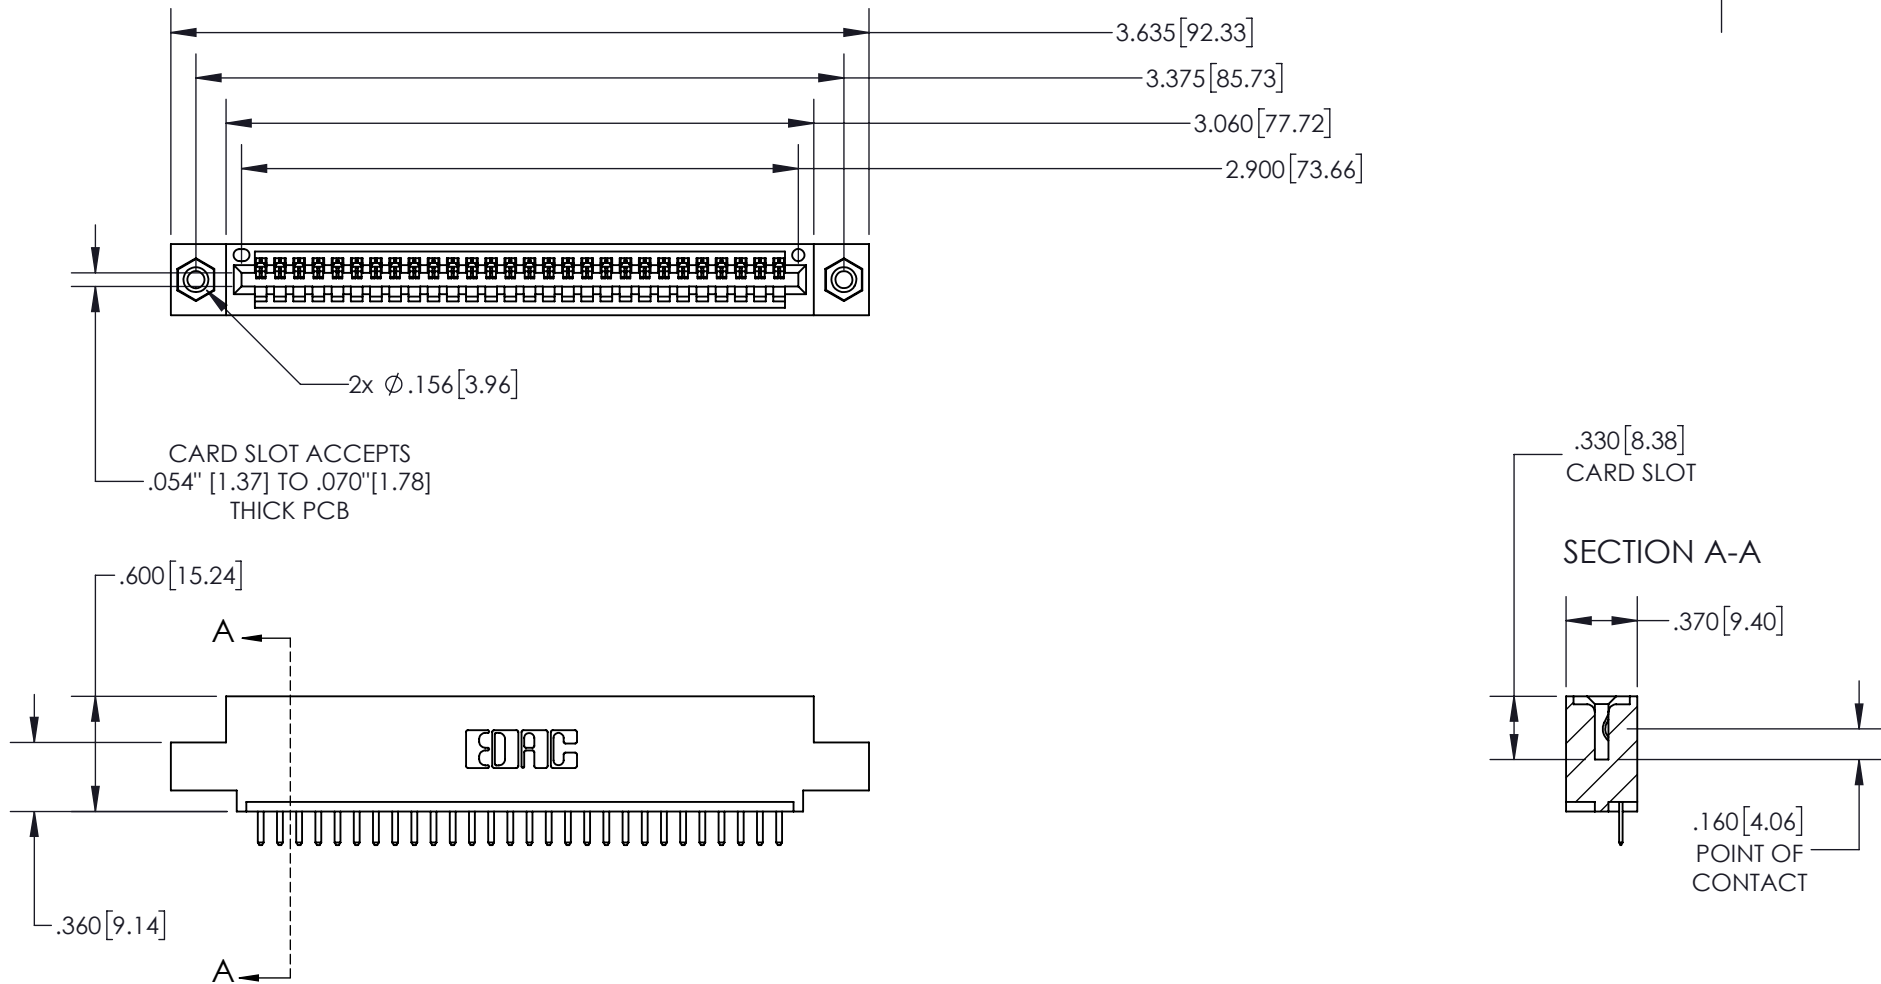 3.635[92.33]
3.375[85.73]
3.060[77.72]
2.900[73.66]
2x Ø.156[3.96]
CARD SLOT ACCEPTS
.054" [1.37] TO .070"[1.78]
THICK PCB
.330[8.38]
CARD SLOT
SECTION A-A
.600[15.24]
.370[9.40]
A
EDAC
.160[4.06]
POINT OF
CONTACT
.360[9.14]
A